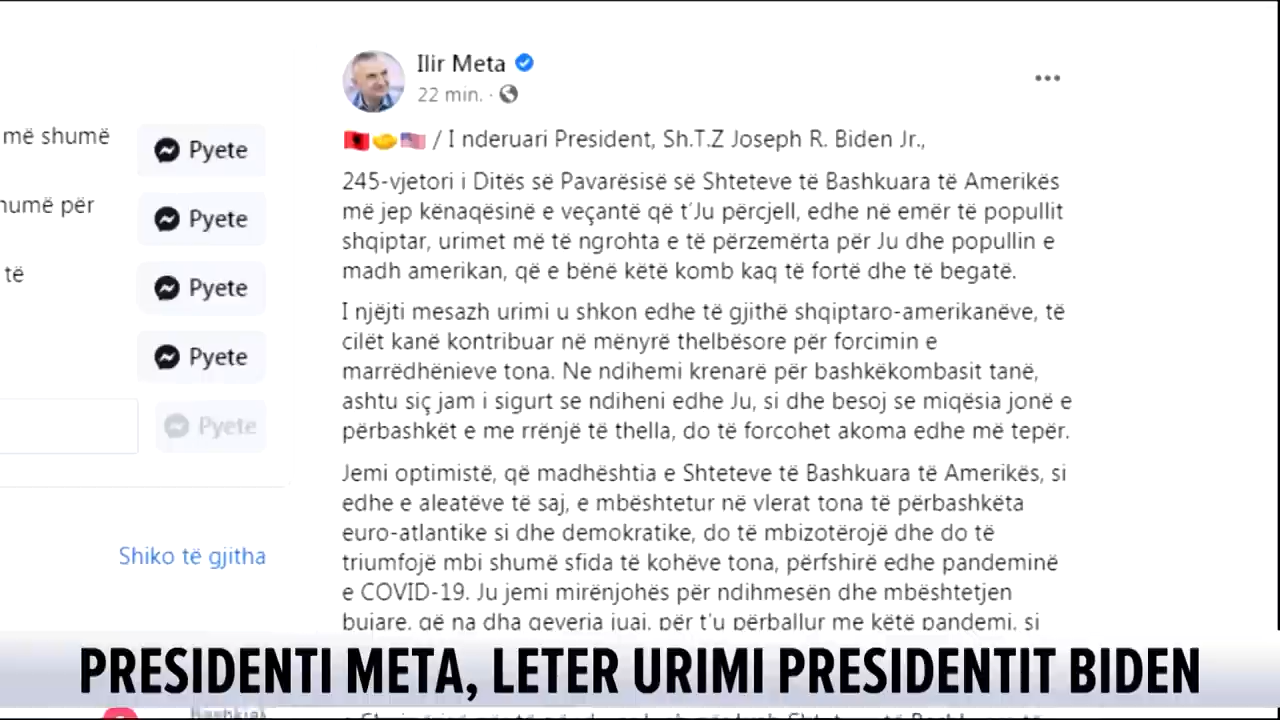 Ilir Meta
22 min. ·
më shumë
Pyete
humë për
Pyete
të
Pyete
Pyete
Pyete
Shiko të gjitha
/ I nderuari President, Sh.T.Z Joseph R. Biden Jr.,
245-vjetori i Ditës së Pavarësisë së Shteteve të Bashkuara të Amerikës
më jep kënaqësinë e veçantë që t'Ju përcjell, edhe në emër të popullit
shqiptar, urimet më të ngrohta e të përzemërta për Ju dhe popullin e
madh amerikan, që e bënë këtë komb kaq të fortë dhe të begatë.
I njëjti mesazh urimi u shkon edhe të gjithë shqiptaro-amerikanëve, të
cilët kanë kontribuar në mënyrë thelbësore për forcimin e
marrëdhënieve tona. Ne ndihemi krenarë për bashkëkombasit tanë,
ashtu siç jam i sigurt se ndiheni edhe Ju, si dhe besoj se miqësia jonë e
përbashkët e me rrënjë të thella, do të forcohet akoma edhe më tepër.
Jemi optimistë, që madhështia e Shteteve të Bashkuara të Amerikës, si
edhe e aleatëve të saj, e mbështetur në vlerat tona të përbashkëta
euro-atlantike si dhe demokratike, do të mbizotërojë dhe do të
triumfojë mbi shumë sfida të kohëve tona, përfshirë edhe pandeminë
e COVID-19. Ju jemi mirënjohës për ndihmesën dhe mbështetjen
bujare, që na dha qeveria juaj, për t'u përballur me këtë pandemi, si
PRESIDENTI META, LETER URIMI PRESIDENTIT BIDEN